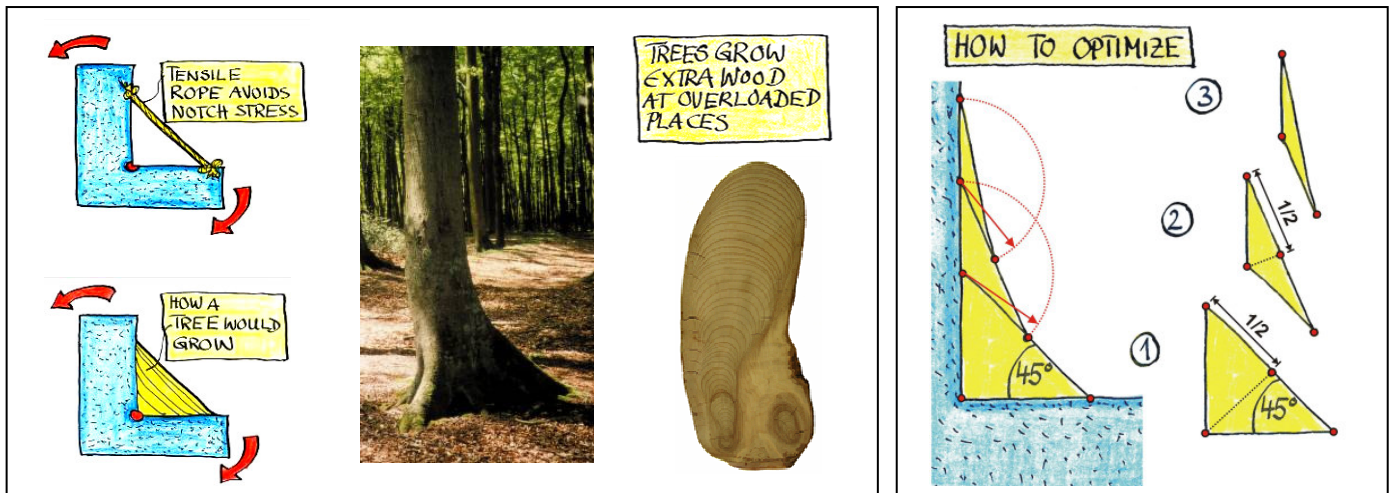 TENSILE
ROPE AVOIDS
NOTCH STRESS
HOW A
TREE WOULD
GROW
TREES GROW
EXTRA WOOD
AT OVERLOADED
PLACES
HOW TO OPTIMIZE
3
2
1/2
1
1/2
45°
45°